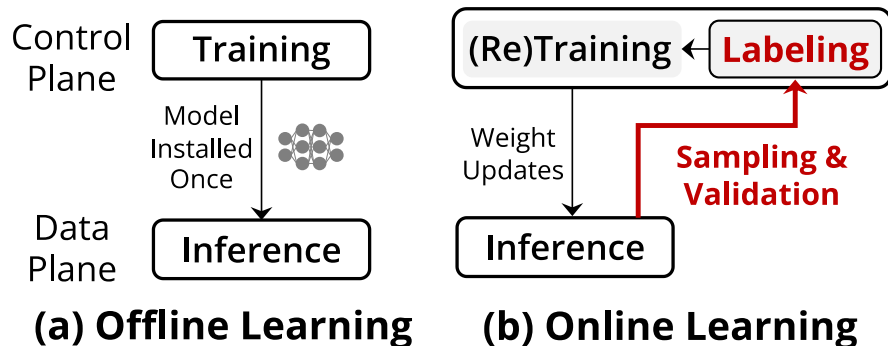 Control
Plane
Training
Model
Installed
Once
Data
Plane
Inference
(a) Offline Learning
(Re)Training
Labeling
Weight
Updates
Sampling &
Validation
Inference
(b) Online Learning